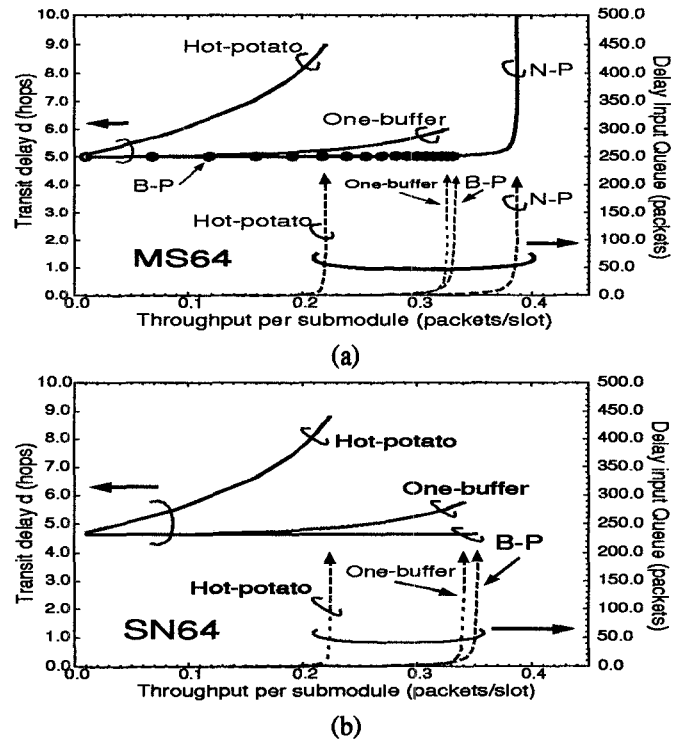 10.0
9.0
8.0
7.0
6.0
5.0
4.0
3.0
2.0
1.0
0.0
Transit delay d (hops)
500.0
450.0
400.0
350.0
300.0
250.0
200.0
150.0
100.0
50.0
0.0
Delay Input Queue (packets)
Hot-potato
N-P
One-buffer
B-P
One-buffer
B-P
Hot-potato
N-P
MS64
0.0 0.1 0.2 0.3 0.4
Throughput per submodule (packets/slot)
(a)
10.0
9.0
8.0
7.0
6.0
5.0
4.0
3.0
2.0
1.0
0.0
Transit delay d (hops)
500.0
450.0
400.0
350.0
300.0
250.0
200.0
150.0
100.0
50.0
0.0
Delay input Queue (packets)
Hot-potato
One-buffer
B-P
One-buffer
Hot-potato
SN64
0.0 0.1 0.2 0.3 0.4
Throughput per submodule (packets/slot)
(b)